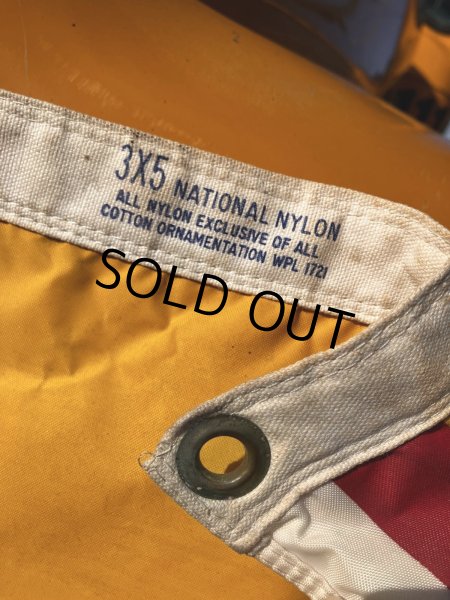 3X5 NATIONAL NYLON
ALL NYLON EXCLUSIVE OF ALL
COTTON ORNAMENTATION WPL 1721
SOLD OUT